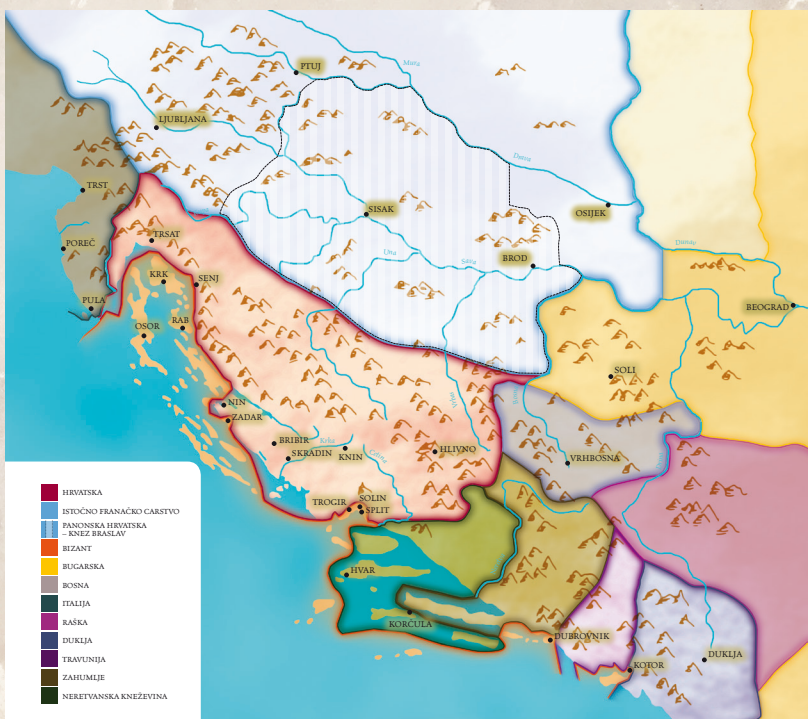 PTUJ
Mura
LJUBLJANA
TRST
Drava
SISAK
OSIJEK
TRSAT
POREČ
Una
Sava
BROD
Dunav
KRK
SENJ
PULA
BEOGRAD
OSOR
RAB
SOLI
Vrbas
Bosna
NIN
ZADAR
BRIBIR
Krka
SKRADIN
KNIN
Cetina
HLIVNO
VRHBOSNA
TROGIR
SOLIN
SPLIT
HVAR
KORČULA
DUBROVNIK
KOTOR
DUKLJA
HRVATSKA
ISTOČNO FRANAČKO CARSTVO
PANONSKA HRVATSKA
– KNEZ BRASLAV
BIZANT
BUGARSKA
BOSNA
ITALIJA
RAŠKA
DUKLJA
TRAVUNIJA
ZAHUMLJE
NERETVANSKA KNEŽEVINA